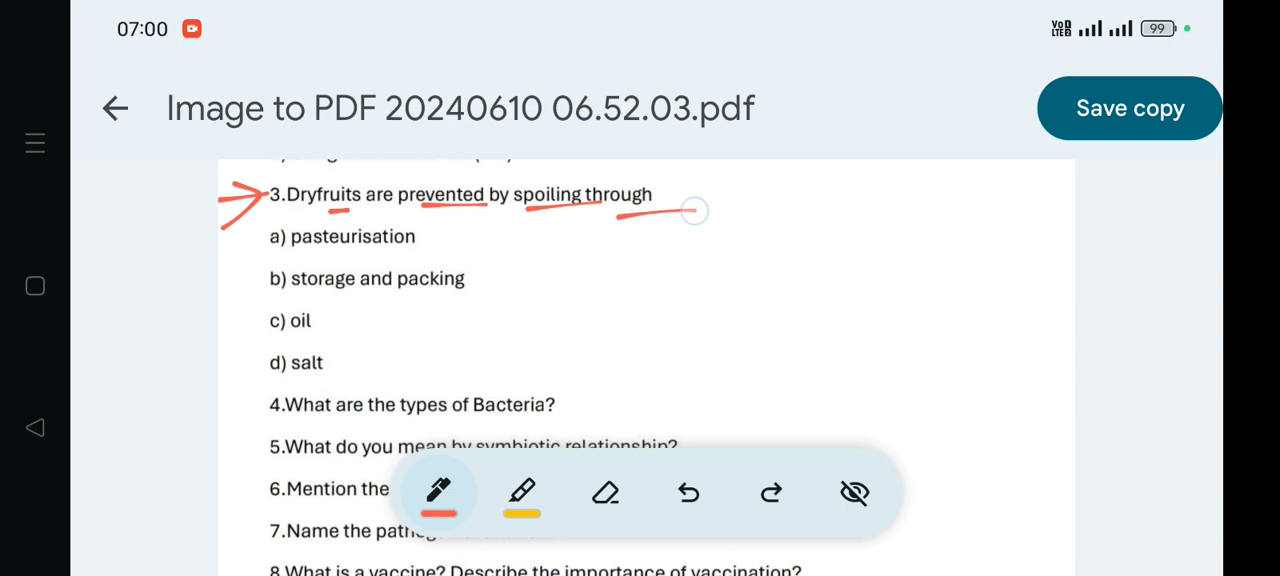 07:00 Vo LTE2 99
Image to PDF 20240610 06.52.03.pdf
Save copy
3.Dryfruits are prevented by spoiling through
a) pasteurisation
b) storage and packing
c) oil
d) salt
4.What are the types of Bacteria?
5.What do you mean by symbiotic relationship?
6.Mention the
7.Name the
8.What is a vaccine? Describe the importance of vaccination?